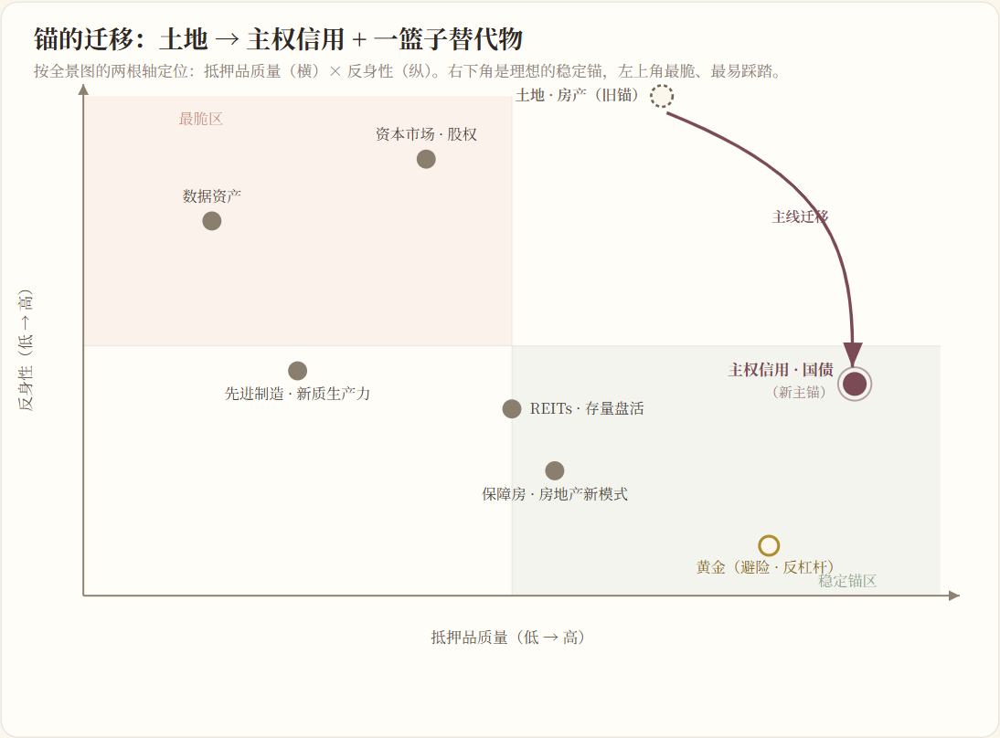 锚的迁移：土地 → 主权信用 + 一篮子替代物
按全景图的两根轴定位：抵押品质量（横）× 反身性（纵）。右下角是理想的稳定锚，左上角最脆、最易踩踏。
土地 · 房产（旧锚）
最脆区
资本市场 · 股权
数据资产
主线迁移
反身性（低 → 高）
主权信用 · 国债
（新主锚）
先进制造 · 新质生产力
REITs · 存量盘活
保障房 · 房地产新模式
黄金（避险 · 反杠杆）
稳定锚区
抵押品质量（低 → 高）